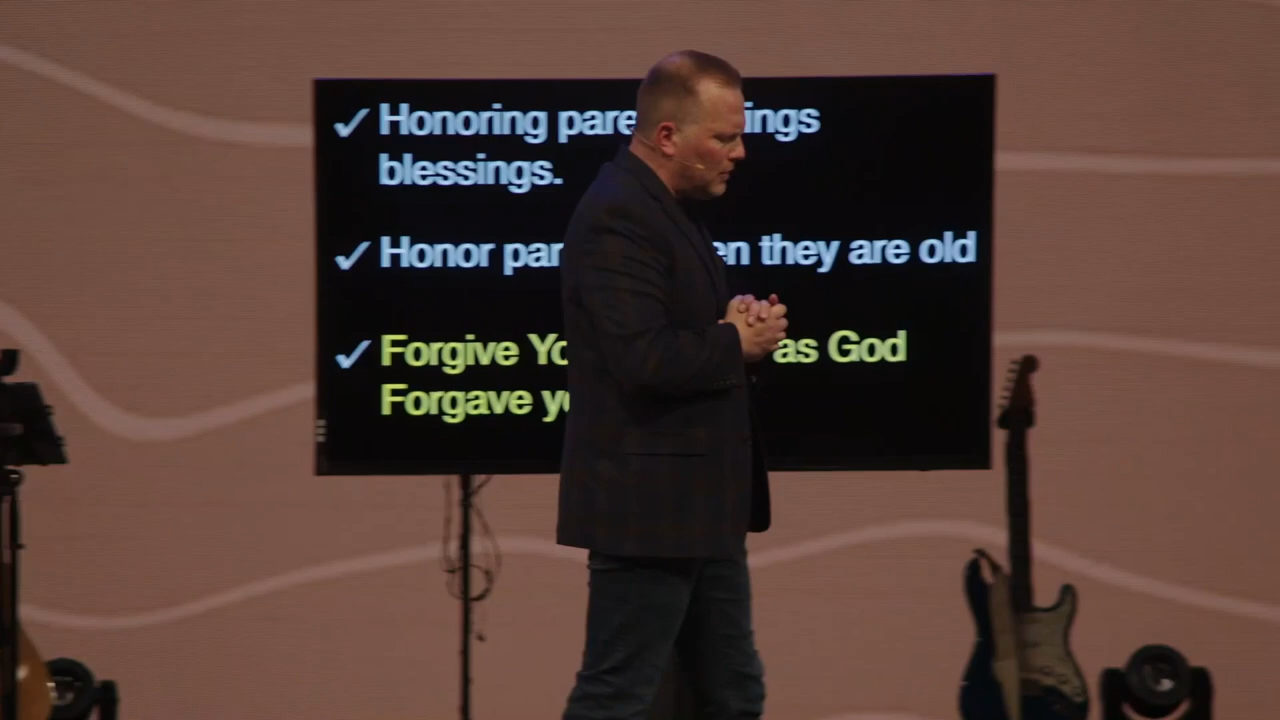 Honoring pare ings
blessings.
Honor par en they are old
Forgive Yo as God
Forgave yo